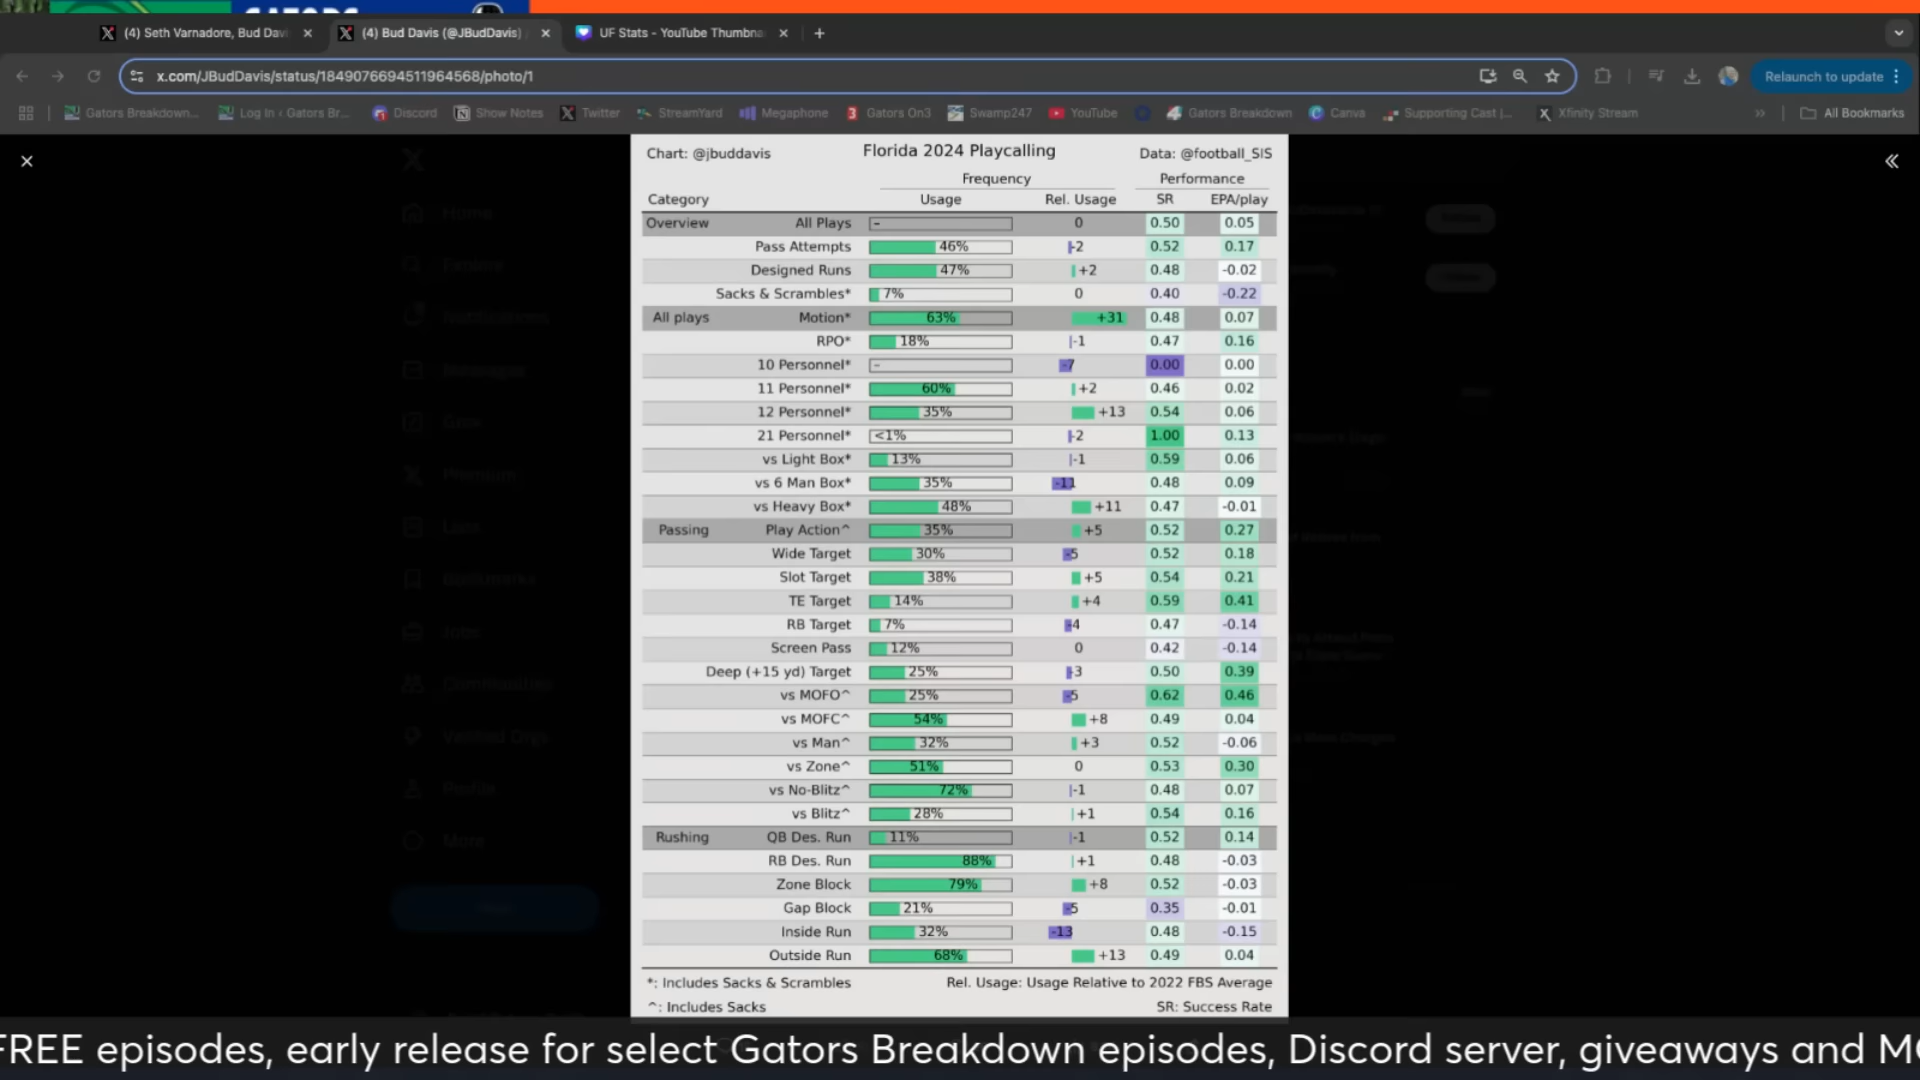 GATORS
(4) Seth Varnadore, Bud Davi
(4) Bud Davis (@JBudDavis)
UF Stats - YouTube Thumbna
x.com/JBudDavis/status/1849076694511964568/photo/1
Relaunch to update
Gators Breakdown...
Log In ‹ Gators Br...
Discord
Show Notes
Twitter
StreamYard
Megaphone
Gators On3
Swamp247
YouTube
Gators Breakdown
Canva
Supporting Cast |...
Xfinity Stream
All Bookmarks
Chart: @jbuddavis Florida 2024 Playcalling Data: @football_SIS
Frequency Performance
Category Usage Rel. Usage SR EPA/play
Overview All Plays – 0 0.50 0.05
Pass Attempts 46% -2 0.52 0.17
Designed Runs 47% +2 0.48 -0.02
Sacks & Scrambles* 7% 0 0.40 -0.22
All plays Motion* 63% +31 0.48 0.07
RPO* 18% -1 0.47 0.16
10 Personnel* – -7 0.00 0.00
11 Personnel* 60% +2 0.46 0.02
12 Personnel* 35% +13 0.54 0.06
21 Personnel* <1% -2 1.00 0.13
vs Light Box* 13% -1 0.59 0.06
vs 6 Man Box* 35% -11 0.48 0.09
vs Heavy Box* 48% +11 0.47 -0.01
Passing Play Action^ 35% +5 0.52 0.27
Wide Target 30% -5 0.52 0.18
Slot Target 38% +5 0.54 0.21
TE Target 14% +4 0.59 0.41
RB Target 7% -4 0.47 -0.14
Screen Pass 12% 0 0.42 -0.14
Deep (+15 yd) Target 25% -3 0.50 0.39
vs MOFO^ 25% -5 0.62 0.46
vs MOFC^ 54% +8 0.49 0.04
vs Man^ 32% +3 0.52 -0.06
vs Zone^ 51% 0 0.53 0.30
vs No-Blitz^ 72% -1 0.48 0.07
vs Blitz^ 28% +1 0.54 0.16
Rushing QB Des. Run 11% -1 0.52 0.14
RB Des. Run 88% +1 0.48 -0.03
Zone Block 79% +8 0.52 -0.03
Gap Block 21% -5 0.35 -0.01
Inside Run 32% -13 0.48 -0.15
Outside Run 68% +13 0.49 0.04
*: Includes Sacks & Scrambles Rel. Usage: Usage Relative to 2022 FBS Average
^: Includes Sacks SR: Success Rate
Home
Notifications
Premium
Jobs
Communities
Verified Orgs
Profile
More
FREE episodes, early release for select Gators Breakdown episodes, Discord server, giveaways and M